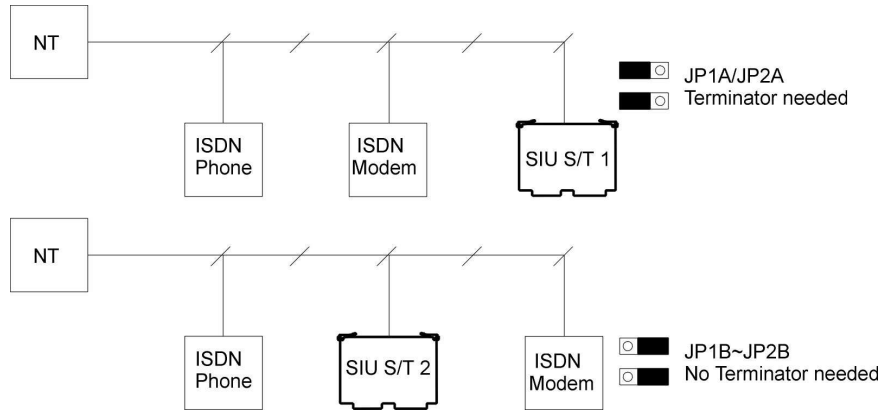 NT
JP1A/JP2A
Terminator needed
ISDN
Phone
ISDN
Modem
SIU S/T 1
NT
ISDN
Phone
SIU S/T 2
ISDN
Modem
JP1B~JP2B
No Terminator needed